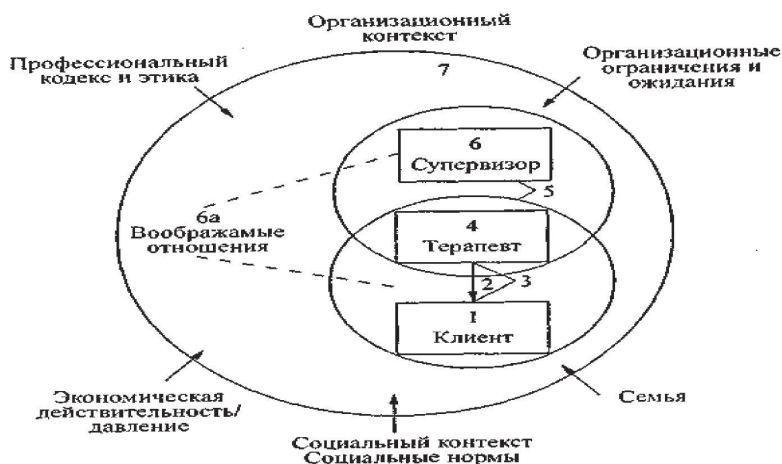 Организационный
контекст
Профессиональный
кодекс и этика
7
Организационные
ограничения и
ожидания
6
Супервизор
5
6а
Воображамые
отношения
4
Терапевт
2
3
1
Клиент
Экономическая
действительность/
давление
Семья
Социальный контекст
Социальные нормы